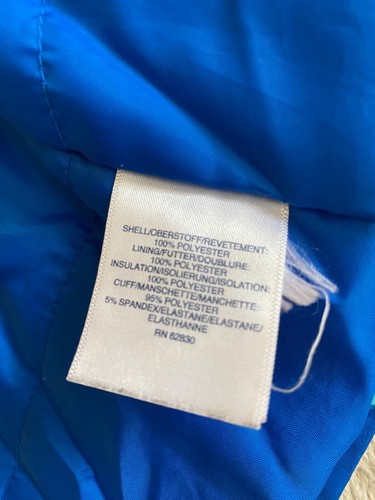 SHELL/OBERSTOFF/REVETEMENT:
100% POLYESTER
LINING/FUTTER/DOUBLURE:
100% POLYESTER
INSULATION/ISOLIERUNG/ISOLATION:
100% POLYESTER
CUFF/MANSCHETTE/MANCHETTE:
95% POLYESTER
5% SPANDEX/ELASTANE/ELASTANE/
ELASTHANNE
RN 62830